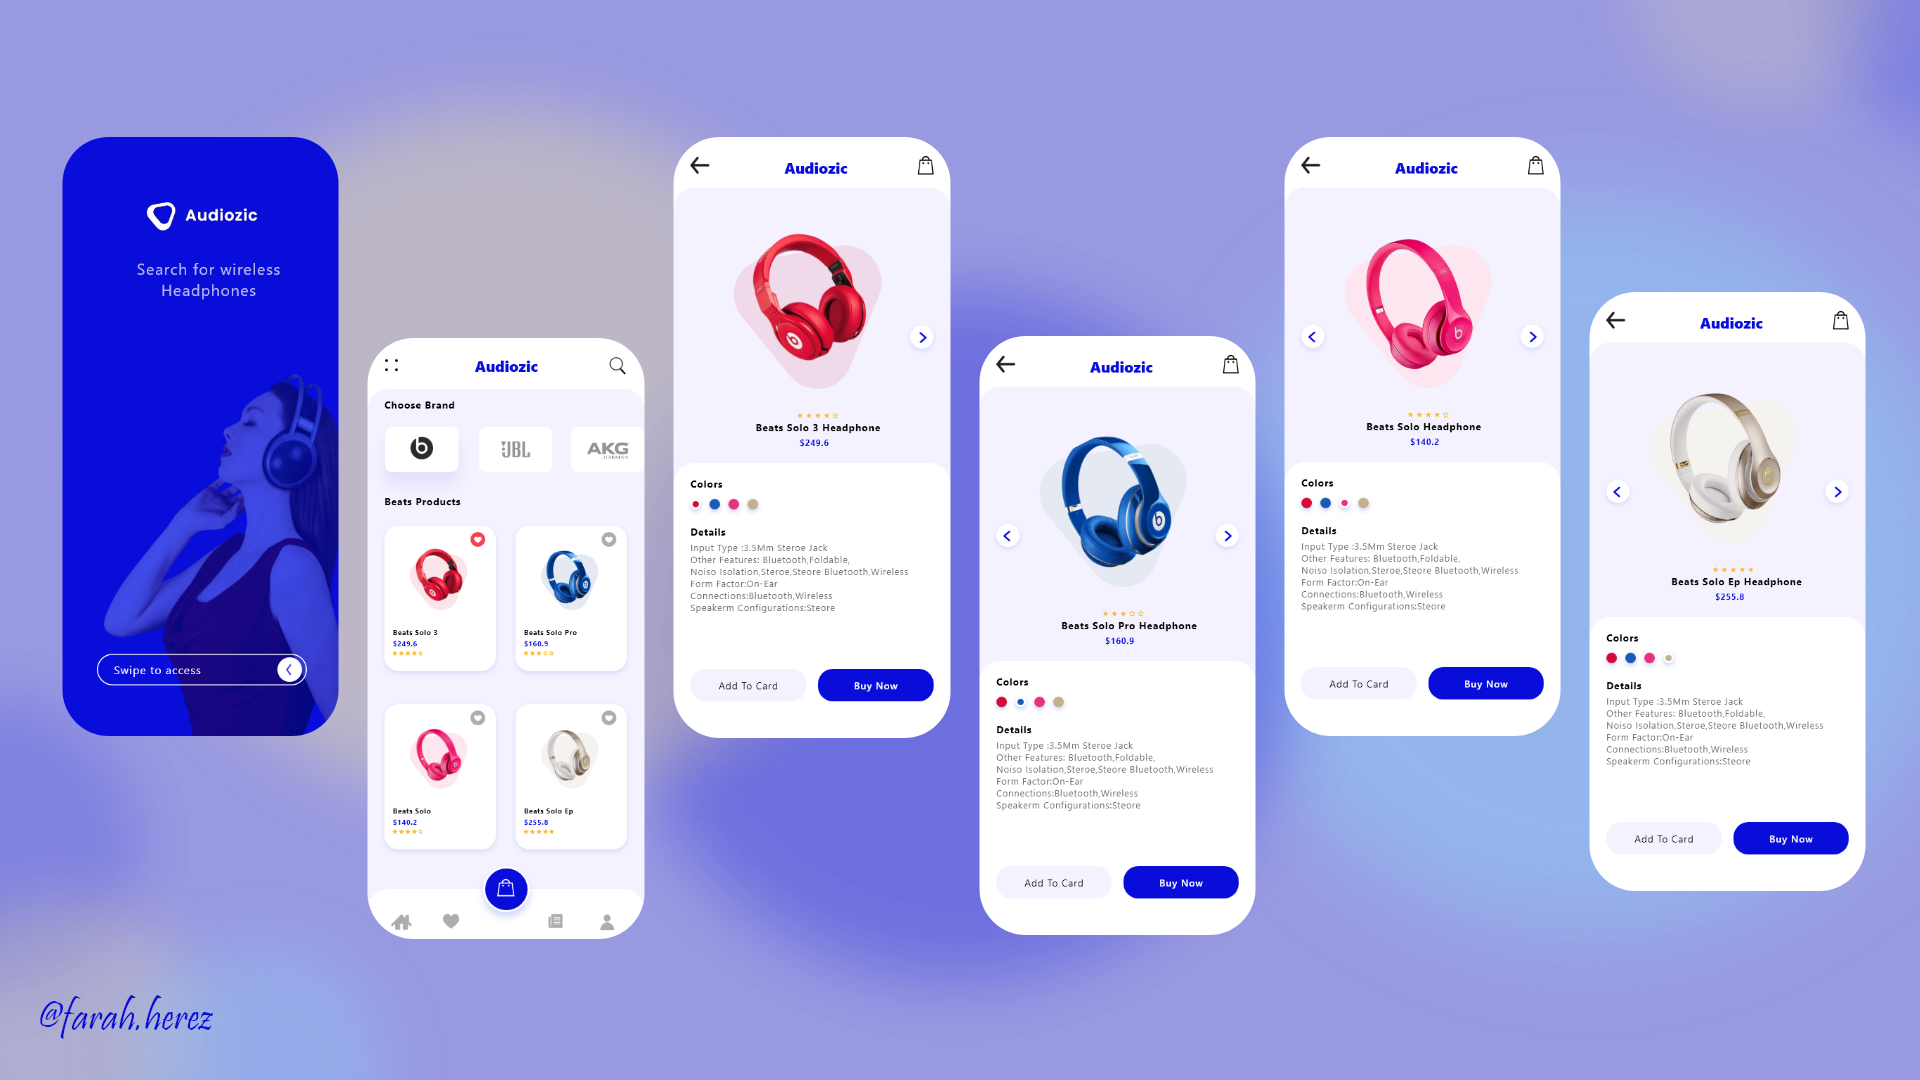 Audiozic
Search for wireless
Headphones
Swipe to access
Audiozic
Choose Brand
b
JBL
AKG
HARMAN
Beats Products
Beats Solo 3
$249.6
Beats Solo Pro
$160.9
Beats Solo
$140.2
Beats Solo Ep
$255.8
Audiozic
Beats Solo 3 Headphone
$249.6
Colors
Details
Input Type :3.5Mm Steroe Jack
Other Features: Bluetooth,Foldable,
Noiso Isolation,Steroe,Steore Bluetooth,Wireless
Form Factor:On-Ear
Connections:Bluetooth,Wireless
Speakerm Configurations:Steore
Add To Card
Buy Now
Audiozic
Beats Solo Pro Headphone
$160.9
Colors
Details
Input Type :3.5Mm Steroe Jack
Other Features: Bluetooth,Foldable,
Noiso Isolation,Steroe,Steore Bluetooth,Wireless
Form Factor:On-Ear
Connections:Bluetooth,Wireless
Speakerm Configurations:Steore
Add To Card
Buy Now
Audiozic
Beats Solo Headphone
$140.2
Colors
Details
Input Type :3.5Mm Steroe Jack
Other Features: Bluetooth,Foldable,
Noiso Isolation,Steroe,Steore Bluetooth,Wireless
Form Factor:On-Ear
Connections:Bluetooth,Wireless
Speakerm Configurations:Steore
Add To Card
Buy Now
Audiozic
Beats Solo Ep Headphone
$255.8
Colors
Details
Input Type :3.5Mm Steroe Jack
Other Features: Bluetooth,Foldable,
Noiso Isolation,Steroe,Steore Bluetooth,Wireless
Form Factor:On-Ear
Connections:Bluetooth,Wireless
Speakerm Configurations:Steore
Add To Card
Buy Now
@farah.herez